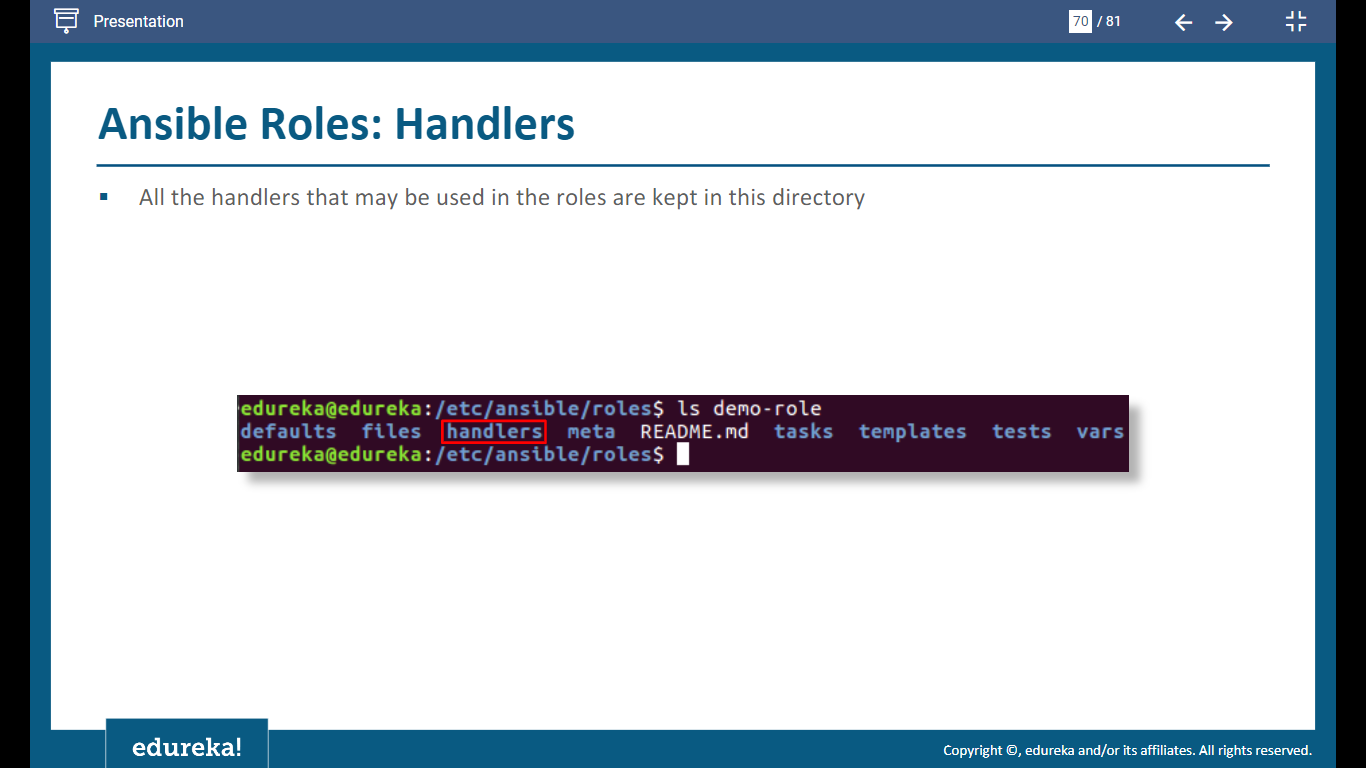 Presentation
70 / 81
Ansible Roles: Handlers
▪ All the handlers that may be used in the roles are kept in this directory
edureka@edureka:/etc/ansible/roles$ ls demo-role
defaults files handlers meta README.md tasks templates tests vars
edureka@edureka:/etc/ansible/roles$
edureka!
Copyright ©, edureka and/or its affiliates. All rights reserved.